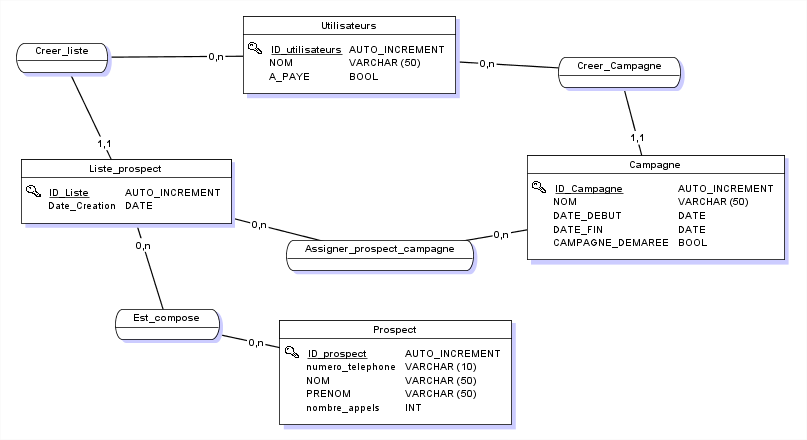 Utilisateurs
ID_utilisateurs AUTO_INCREMENT
NOM VARCHAR (50)
A_PAYE BOOL
Creer_liste
0,n
0,n
Creer_Campagne
1,1
1,1
Liste_prospect
ID_Liste AUTO_INCREMENT
Date_Creation DATE
Campagne
ID_Campagne AUTO_INCREMENT
NOM VARCHAR (50)
DATE_DEBUT DATE
DATE_FIN DATE
CAMPAGNE_DEMAREE BOOL
0,n
0,n
Assigner_prospect_campagne
0,n
Est_compose
0,n
Prospect
ID_prospect AUTO_INCREMENT
numero_telephone VARCHAR (10)
NOM VARCHAR (50)
PRENOM VARCHAR (50)
nombre_appels INT